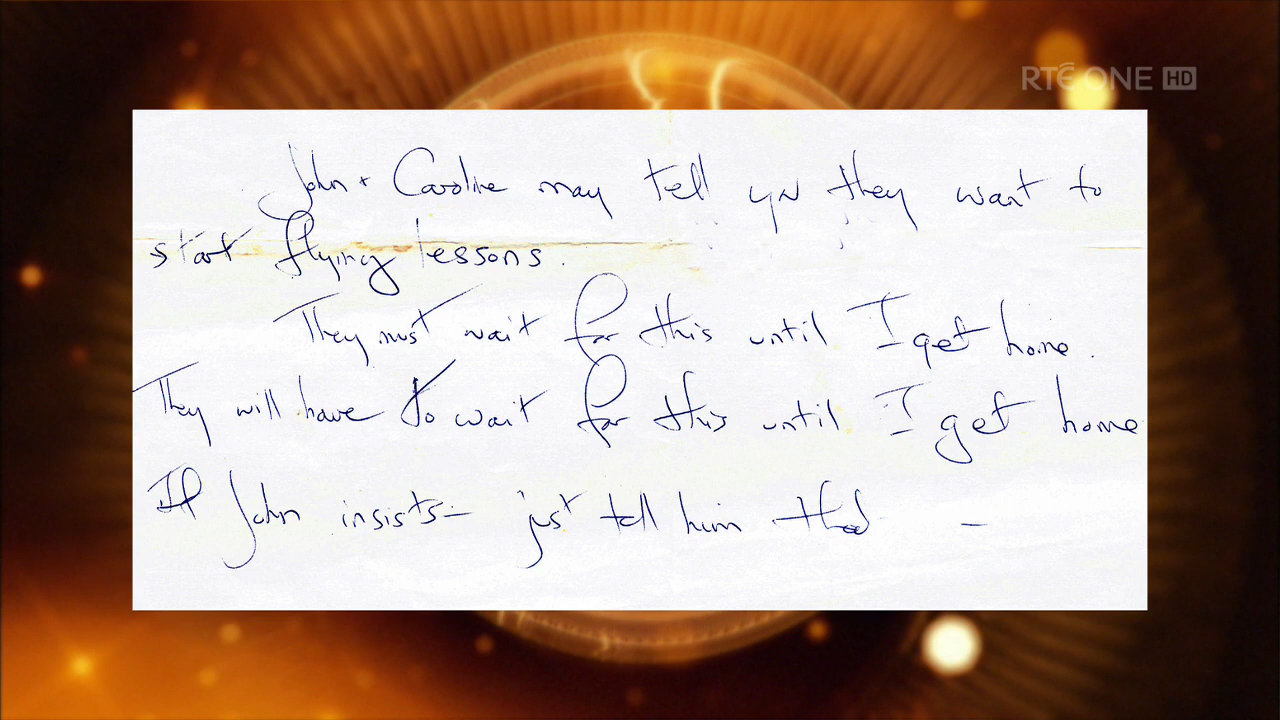 RTÉ ONE HD
John + Caroline may tell you they want to
start flying lessons.
They must wait for this until I get home.
They will have to wait for this until I get home
If John insists - just tell him that -